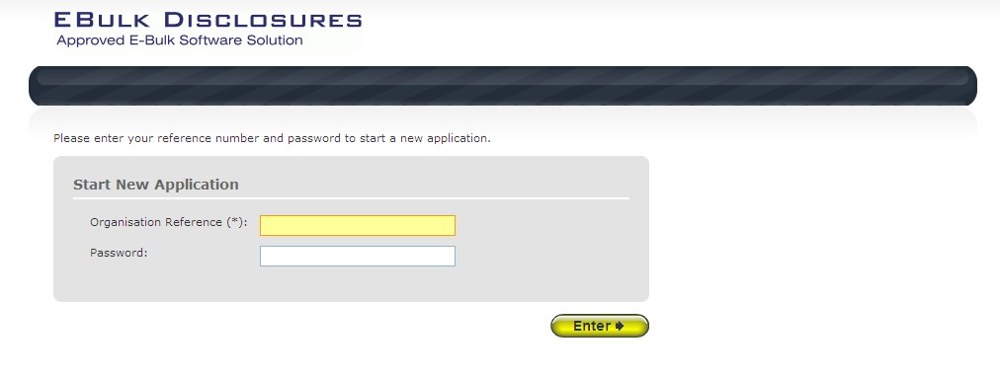 EBulk Disclosures
Approved E-Bulk Software Solution
Please enter your reference number and password to start a new application.
Start New Application
Organisation Reference (*):
Password:
Enter